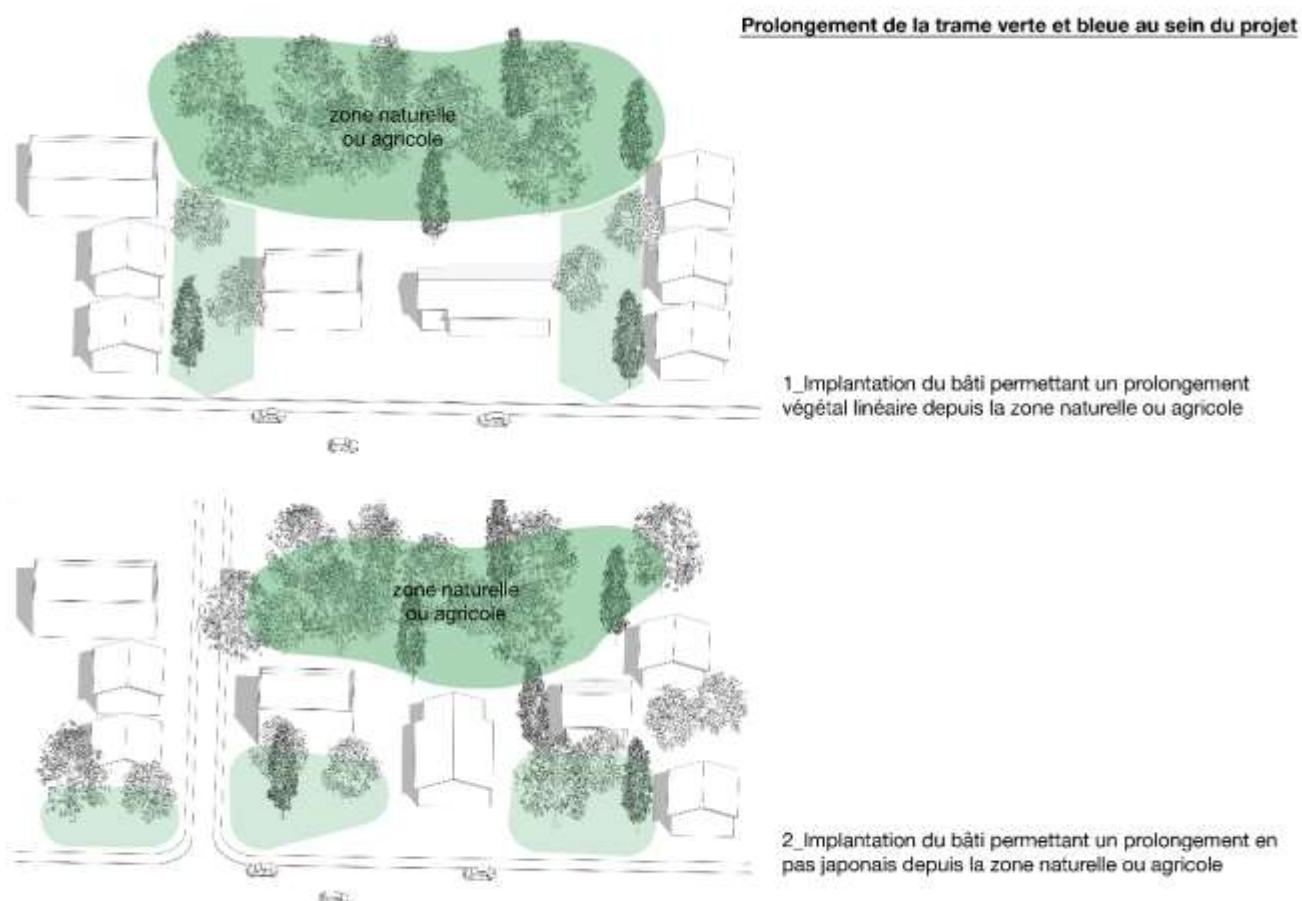 Prolongement de la trame verte et bleue au sein du projet
zone naturelle
ou agricole
1_Implantation du bâti permettant un prolongement
végétal linéaire depuis la zone naturelle ou agricole
zone naturelle
ou agricole
2_Implantation du bâti permettant un prolongement en
pas japonais depuis la zone naturelle ou agricole